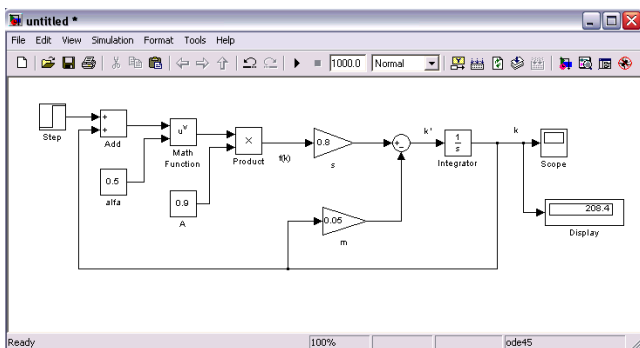 untitled *
File Edit View Simulation Format Tools Help
1000.0 Normal
Step
+
+
Add
u^v
Math
Function
0.5
alfa
0.9
A
×
Product
f(k)
0.8
s
+
−
k'
1
s
Integrator
k
Scope
0.05
m
208.4
Display
Ready 100% ode45